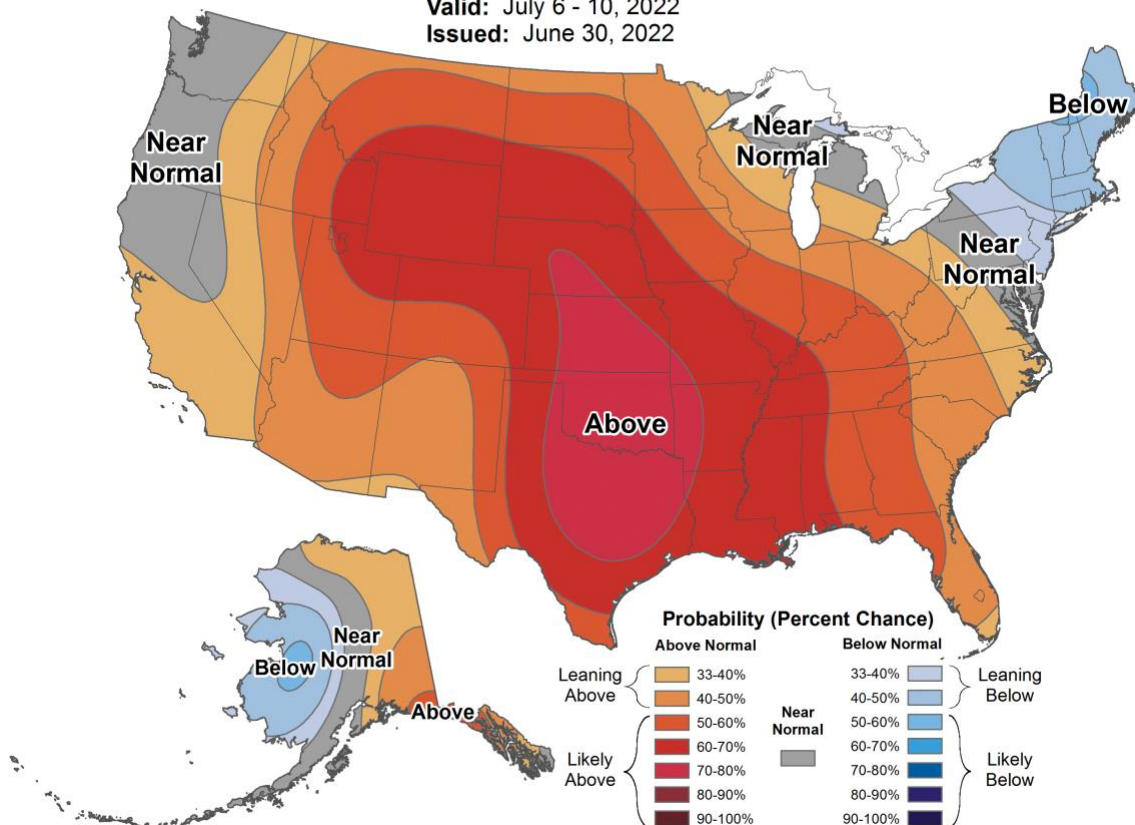 Valid: July 6 - 10, 2022
Issued: June 30, 2022
Near
Normal
Near
Normal
Below
Near
Normal
Above
Near
Normal
Below
Above
Probability (Percent Chance)
Above Normal
Below Normal
Leaning
Above
33-40%
40-50%
Likely
Above
50-60%
60-70%
70-80%
80-90%
90-100%
Near
Normal
33-40%
40-50%
Leaning
Below
50-60%
60-70%
70-80%
80-90%
90-100%
Likely
Below